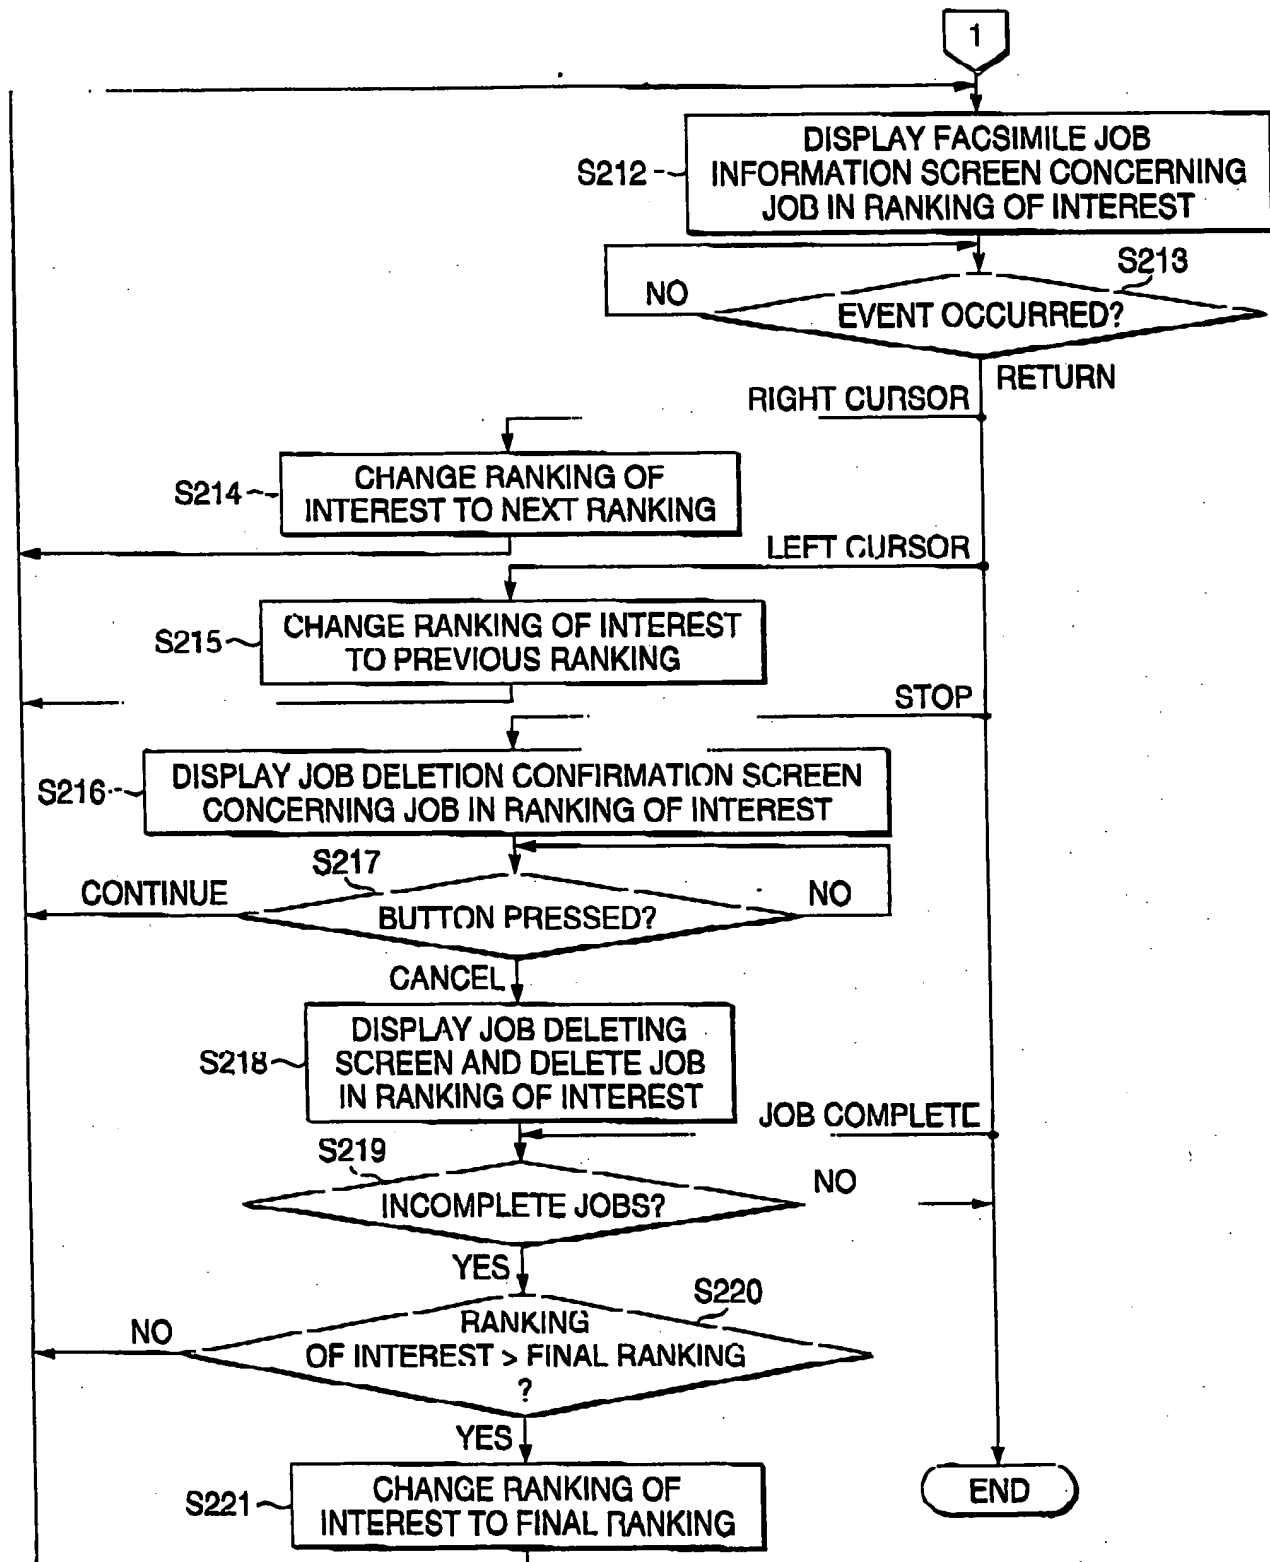 1
DISPLAY FACSIMILE JOB
INFORMATION SCREEN CONCERNING
JOB IN RANKING OF INTEREST
S212
S213
NO
EVENT OCCURRED?
RETURN
RIGHT CURSOR
S214
CHANGE RANKING OF
INTEREST TO NEXT RANKING
LEFT CURSOR
S215
CHANGE RANKING OF INTEREST
TO PREVIOUS RANKING
STOP
S216
DISPLAY JOB DELETION CONFIRMATION SCREEN
CONCERNING JOB IN RANKING OF INTEREST
S217
CONTINUE
BUTTON PRESSED?
NO
CANCEL
S218
DISPLAY JOB DELETING
SCREEN AND DELETE JOB
IN RANKING OF INTEREST
JOB COMPLETE
S219
INCOMPLETE JOBS?
NO
YES
S220
NO
RANKING
OF INTEREST > FINAL RANKING
?
YES
S221
CHANGE RANKING OF
INTEREST TO FINAL RANKING
END